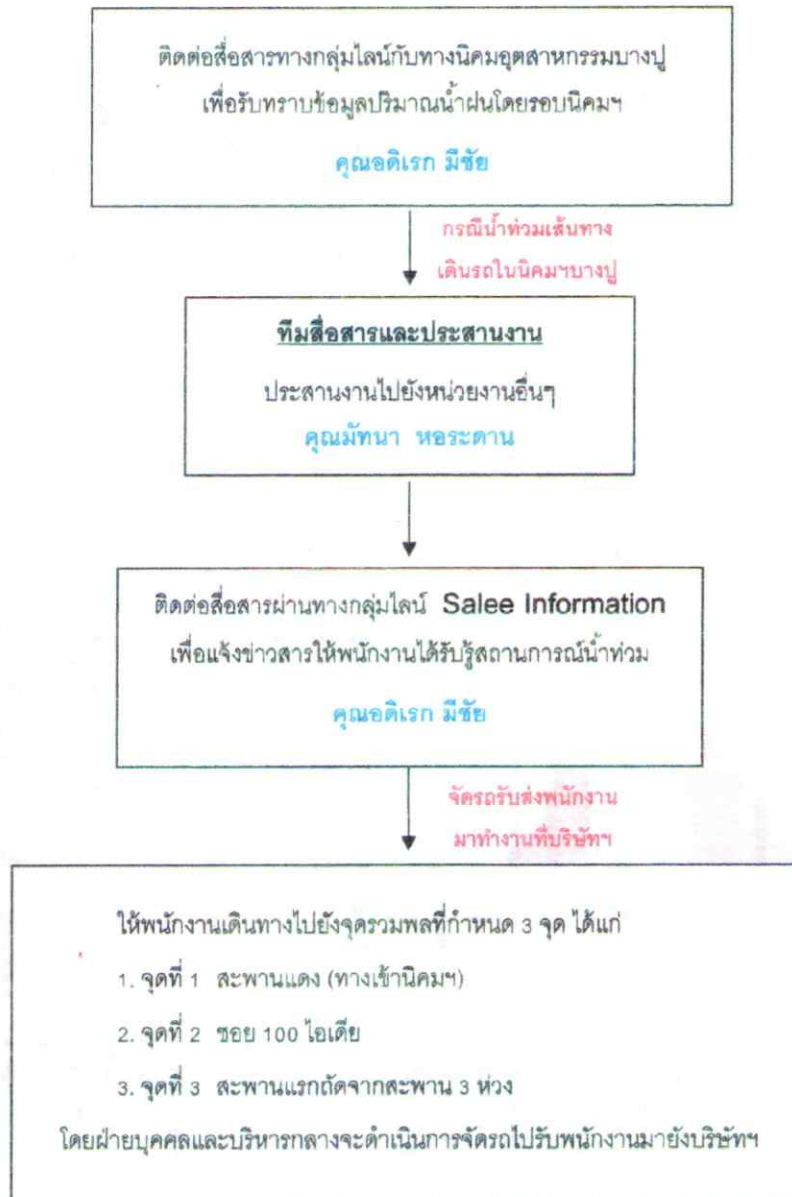 ติดต่อสื่อสารทางกลุ่มไลน์กับทางนิคมอุตสาหกรรมบางปู
เพื่อรับทราบข้อมูลปริมาณน้ำฝนโดยรอบนิคมฯ
คุณอดิเรก มีชัย
กรณีน้ำท่วมเส้นทาง
เดินรถในนิคมฯบางปู
ทีมสื่อสารและประสานงาน
ประสานงานไปยังหน่วยงานอื่นๆ
คุณมัทนา หอระดาน
ติดต่อสื่อสารผ่านทางกลุ่มไลน์ Salee Information
เพื่อแจ้งข่าวสารให้พนักงานได้รับรู้สถานการณ์น้ำท่วม
คุณอดิเรก มีชัย
จัดรถรับส่งพนักงาน
มาทำงานที่บริษัทฯ
ให้พนักงานเดินทางไปยังจุดรวมพลที่กำหนด 3 จุด ได้แก่
1. จุดที่ 1 สะพานแดง (ทางเข้านิคมฯ)
2. จุดที่ 2 ซอย 100 ไอเดีย
3. จุดที่ 3 สะพานแรกถัดจากสะพาน 3 ห่วง
โดยฝ่ายบุคคลและบริหารกลางจะดำเนินการจัดรถไปรับพนักงานมายังบริษัทฯ